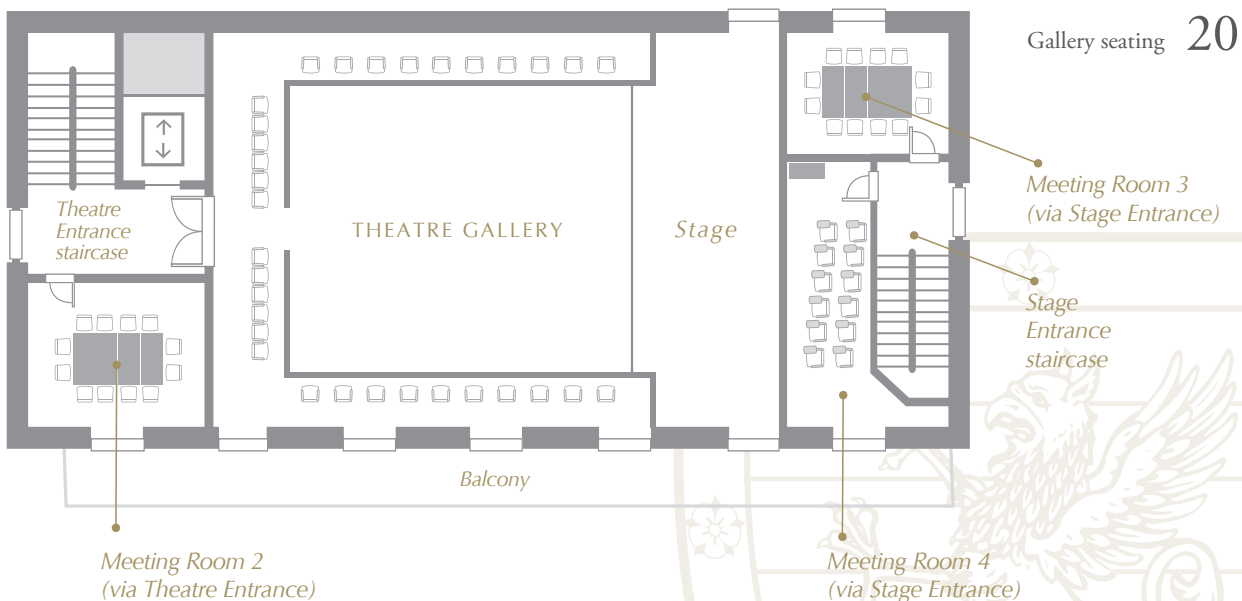 Gallery seating 20
Theatre
Entrance
staircase
THEATRE GALLERY
Stage
Meeting Room 3
(via Stage Entrance)
Stage
Entrance
staircase
Balcony
Meeting Room 2
(via Theatre Entrance)
Meeting Room 4
(via Stage Entrance)